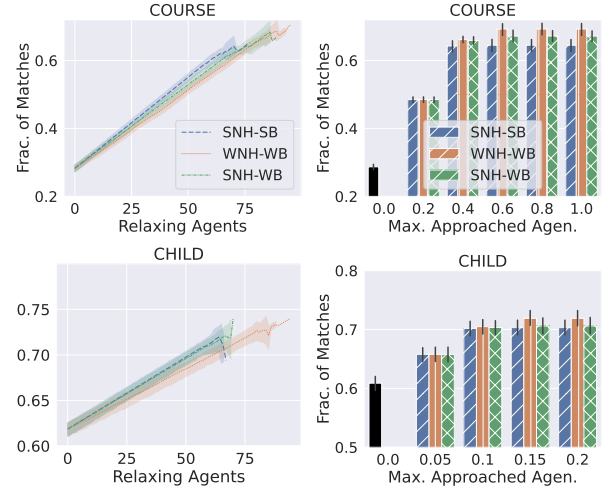 COURSE
Frac. of Matches
0.6
0.4
0.2
0
25
50
75
Relaxing Agents
SNH-SB
WNH-WB
SNH-WB
COURSE
Frac. of Matches
0.6
0.4
0.2
0.0
0.2
0.4
0.6
0.8
1.0
Max. Approached Agen.
SNH-SB
WNH-WB
SNH-WB
CHILD
Frac. of Matches
0.75
0.70
0.65
0.60
0
25
50
75
Relaxing Agents
CHILD
Frac. of Matches
0.8
0.7
0.6
0.5
0.0
0.05
0.1
0.15
0.2
Max. Approached Agen.